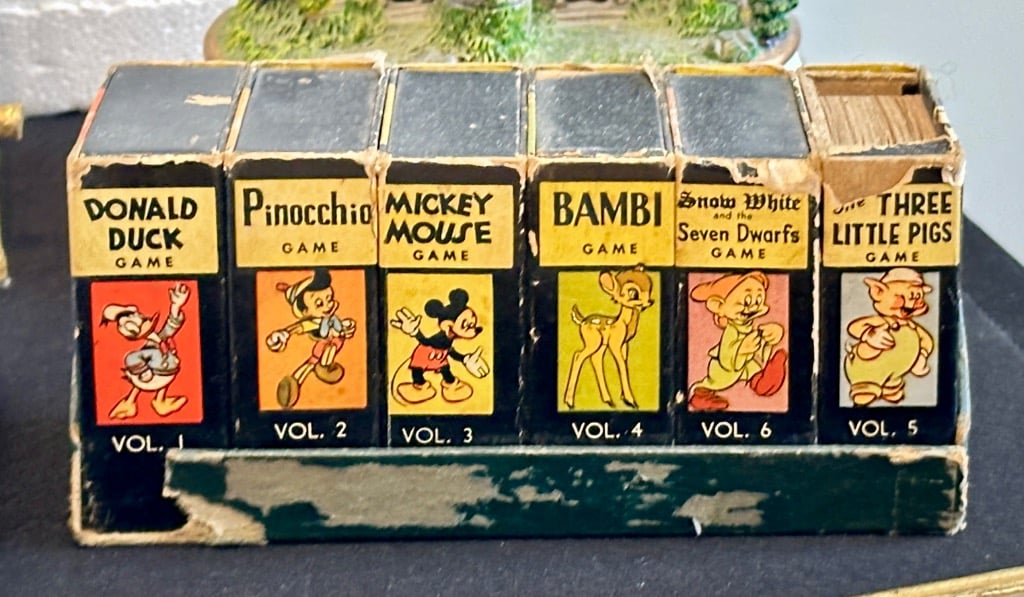 DONALD
DUCK
GAME
VOL. 1
Pinocchio
GAME
VOL. 2
MICKEY
MOUSE
GAME
VOL. 3
BAMBI
GAME
VOL. 4
Snow White
and the
Seven Dwarfs
GAME
VOL. 6
THREE
LITTLE PIGS
GAME
VOL. 5